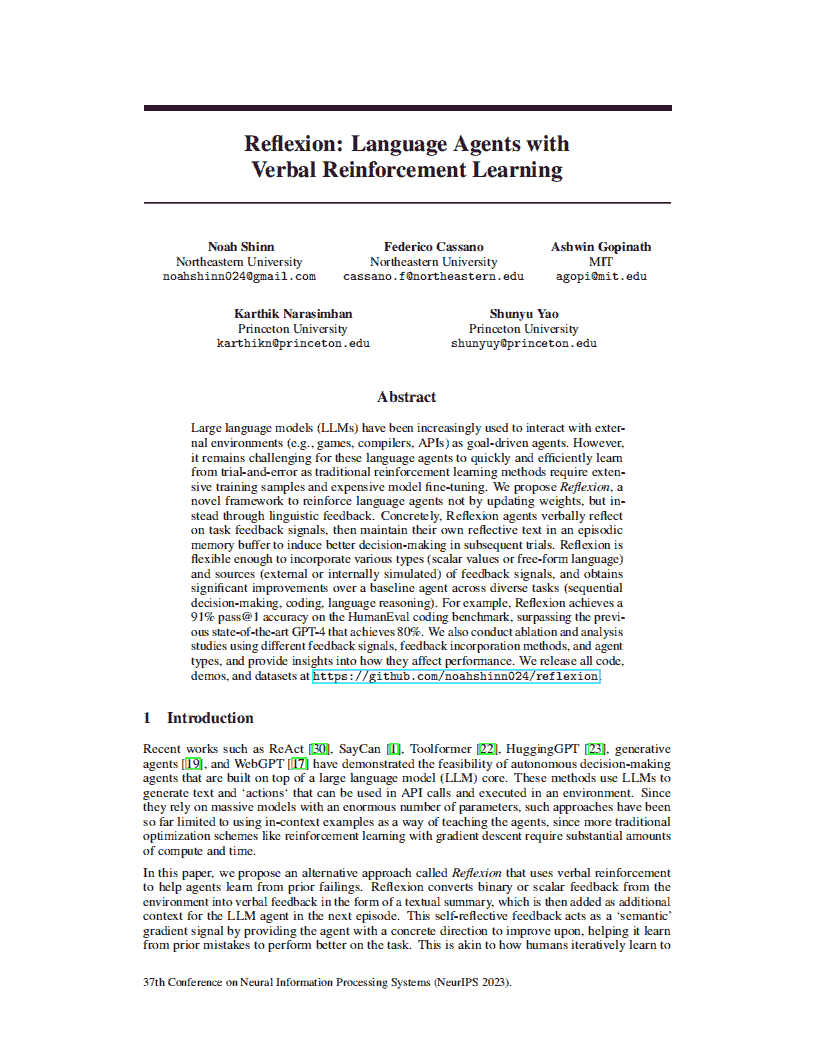 Reflexion: Language Agents with
Verbal Reinforcement Learning
Noah Shinn
Northeastern University
noahshinn024@gmail.com
Federico Cassano
Northeastern University
cassano.f@northeastern.edu
Ashwin Gopinath
MIT
agopi@mit.edu
Karthik Narasimhan
Princeton University
karthikn@princeton.edu
Shunyu Yao
Princeton University
shunyuy@princeton.edu
Abstract
Large language models (LLMs) have been increasingly used to interact with exter-
nal environments (e.g., games, compilers, APIs) as goal-driven agents. However,
it remains challenging for these language agents to quickly and efficiently learn
from trial-and-error as traditional reinforcement learning methods require exten-
sive training samples and expensive model fine-tuning. We propose Reflexion, a
novel framework to reinforce language agents not by updating weights, but in-
stead through linguistic feedback. Concretely, Reflexion agents verbally reflect
on task feedback signals, then maintain their own reflective text in an episodic
memory buffer to induce better decision-making in subsequent trials. Reflexion is
flexible enough to incorporate various types (scalar values or free-form language)
and sources (external or internally simulated) of feedback signals, and obtains
significant improvements over a baseline agent across diverse tasks (sequential
decision-making, coding, language reasoning). For example, Reflexion achieves a
91% pass@1 accuracy on the HumanEval coding benchmark, surpassing the previ-
ous state-of-the-art GPT-4 that achieves 80%. We also conduct ablation and analysis
studies using different feedback signals, feedback incorporation methods, and agent
types, and provide insights into how they affect performance. We release all code,
demos, and datasets at https://github.com/noahshinn024/reflexion.
1 Introduction
Recent works such as ReAct [30], SayCan [1], Toolformer [22], HuggingGPT [23], generative
agents [19], and WebGPT [17] have demonstrated the feasibility of autonomous decision-making
agents that are built on top of a large language model (LLM) core. These methods use LLMs to
generate text and ‘actions‘ that can be used in API calls and executed in an environment. Since
they rely on massive models with an enormous number of parameters, such approaches have been
so far limited to using in-context examples as a way of teaching the agents, since more traditional
optimization schemes like reinforcement learning with gradient descent require substantial amounts
of compute and time.
In this paper, we propose an alternative approach called Reflexion that uses verbal reinforcement
to help agents learn from prior failings. Reflexion converts binary or scalar feedback from the
environment into verbal feedback in the form of a textual summary, which is then added as additional
context for the LLM agent in the next episode. This self-reflective feedback acts as a ‘semantic’
gradient signal by providing the agent with a concrete direction to improve upon, helping it learn
from prior mistakes to perform better on the task. This is akin to how humans iteratively learn to
37th Conference on Neural Information Processing Systems (NeurIPS 2023).